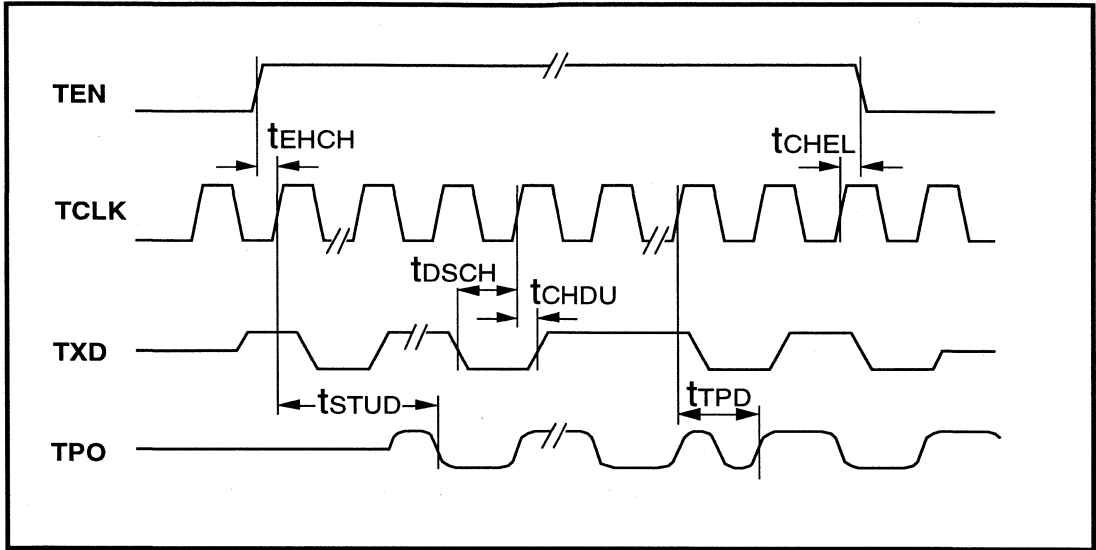 TEN
tEHCH
tCHEL
TCLK
tDSCH
tCHDU
TXD
tSTUD
tTPD
TPO